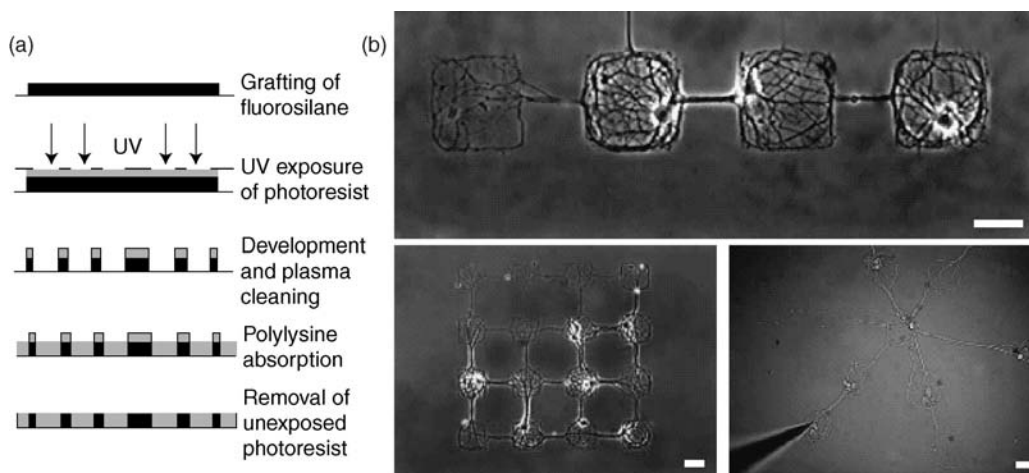 (a)
Grafting of
fluorosilane
UV
UV exposure
of photoresist
Development
and plasma
cleaning
Polylysine
absorption
Removal of
unexposed
photoresist
(b)